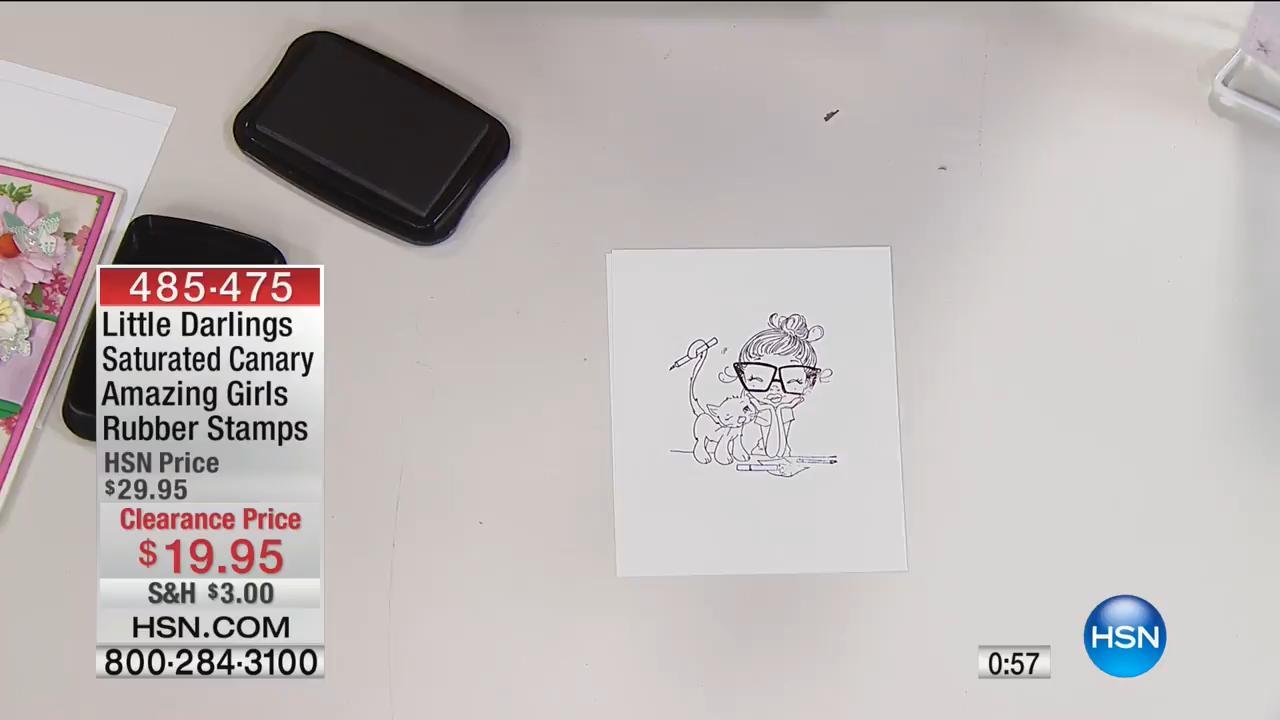 485·475
Little Darlings
Saturated Canary
Amazing Girls
Rubber Stamps
HSN Price
$29.95
Clearance Price
$19.95
S&H $3.00
HSN.COM
800·284·3100
0:57
HSN